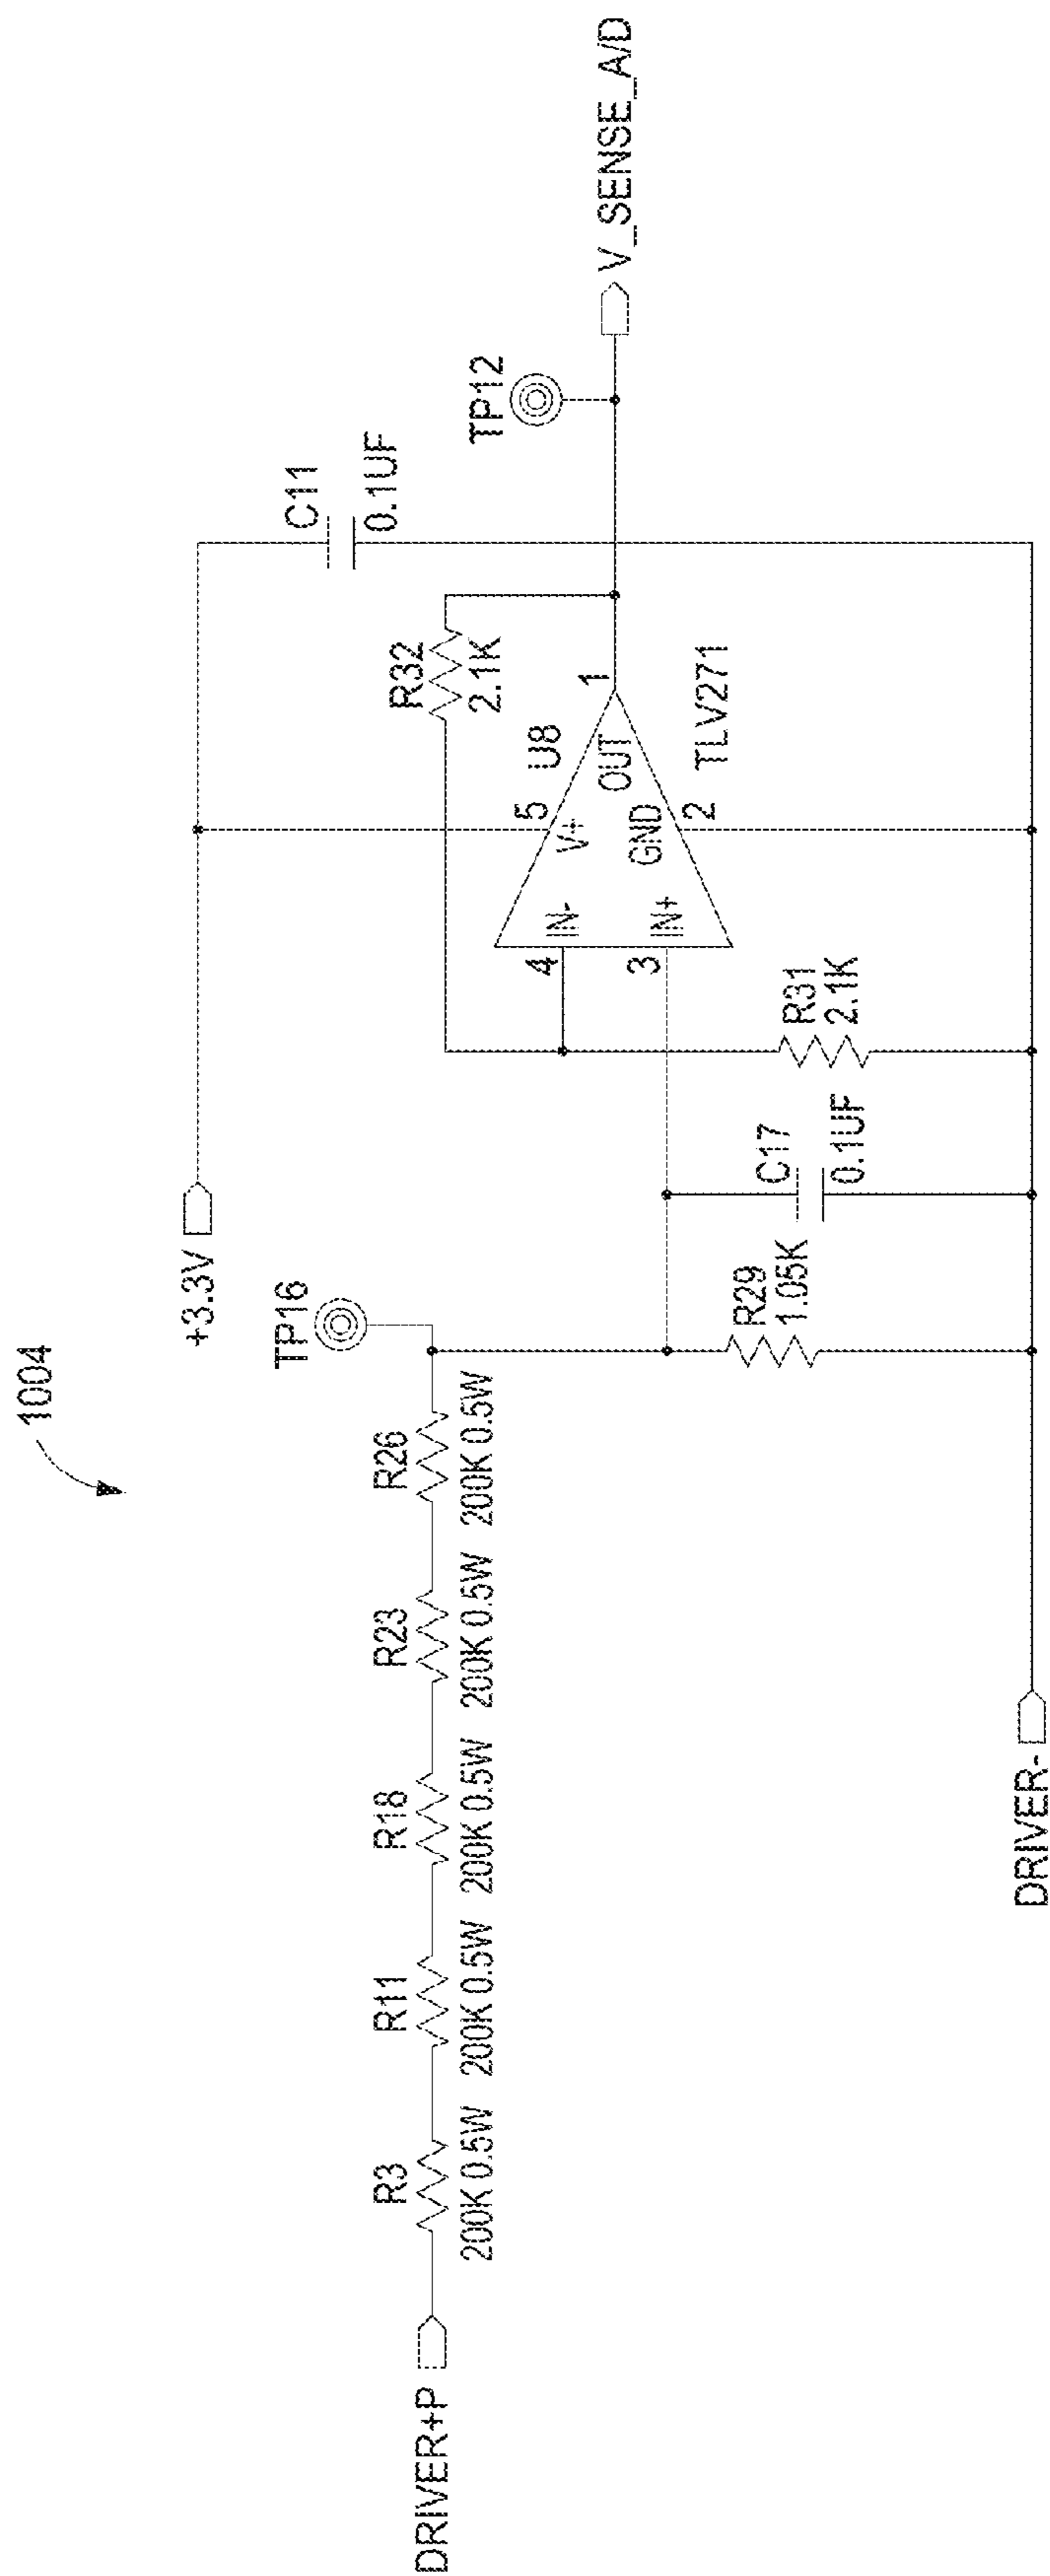 1004
+3.3V
C11
0.1UF
TP16
TP12
R32
2.1K
U8
5
V+
OUT
1
V_SENSE_A/D
4
IN-
3
IN+
GND
2
TLV271
DRIVER+P
R3
200K 0.5W
R11
200K 0.5W
R18
200K 0.5W
R23
200K 0.5W
R26
200K 0.5W
R29
1.05K
C17
0.1UF
R31
2.1K
DRIVER-